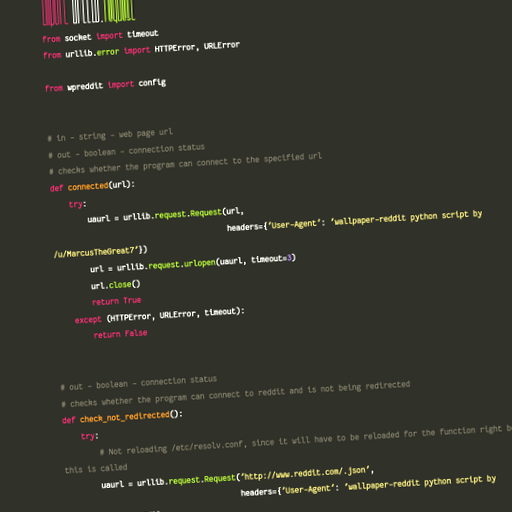 import urllib.request
from socket import timeout
from urllib.error import HTTPError, URLError
from wpreddit import config
# in - string - web page url
# out - boolean - connection status
# checks whether the program can connect to the specified url
def connected(url):
try:
uaurl = urllib.request.Request(url,
headers={'User-Agent': 'wallpaper-reddit python script by
/u/MarcusTheGreat7'})
url = urllib.request.urlopen(uaurl, timeout=3)
url.close()
return True
except (HTTPError, URLError, timeout):
return False
# out - boolean - connection status
# checks whether the program can connect to reddit and is not being redirected
def check_not_redirected():
try:
# Not reloading /etc/resolv.conf, since it will have to be reloaded for the function right
this is called
uaurl = urllib.request.Request('http://www.reddit.com/.json',
headers={'User-Agent': 'wallpaper-reddit python script by